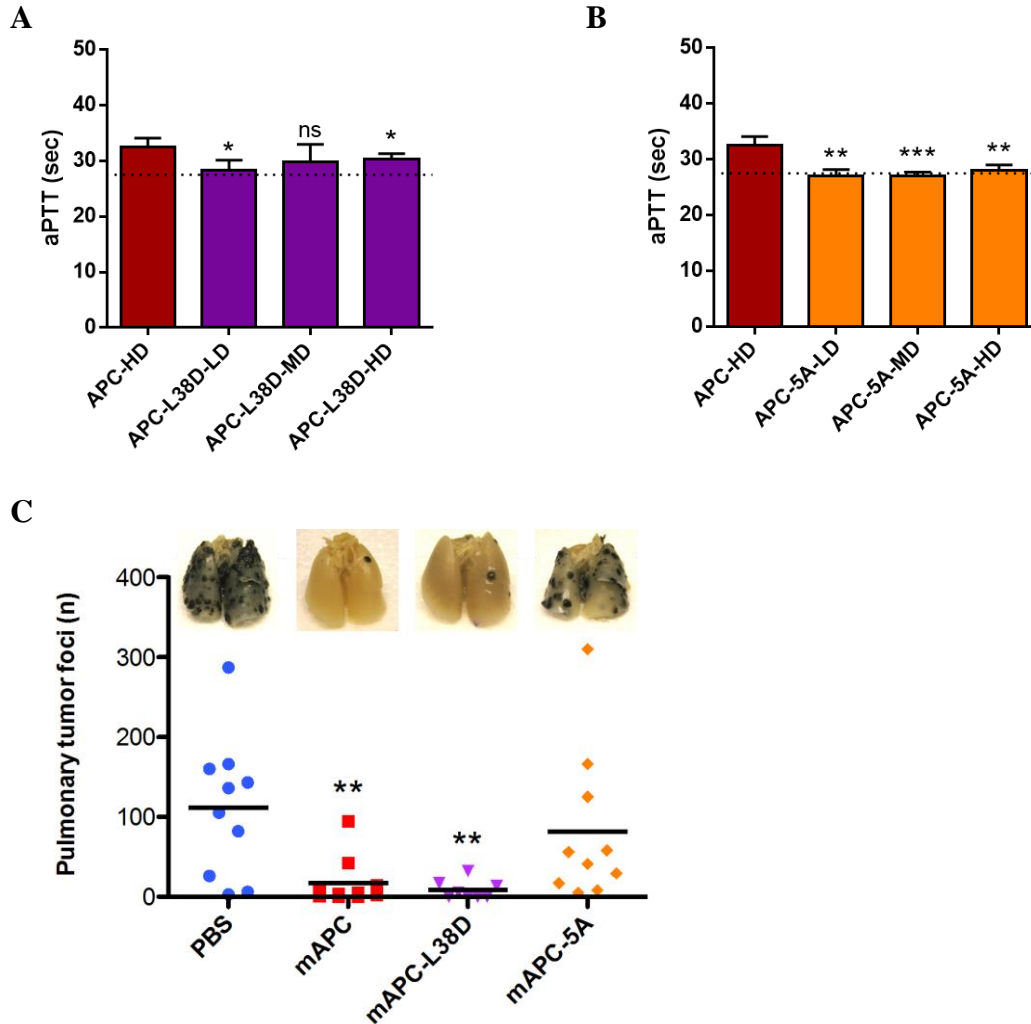 A
50
40
30
20
10
0
aPTT (sec)
*
ns
*
APC-HD
APC-L38D-LD
APC-L38D-MD
APC-L38D-HD
B
50
40
30
20
10
0
aPTT (sec)
**
***
**
APC-HD
APC-5A-LD
APC-5A-MD
APC-5A-HD
C
400
300
200
100
0
Pulmonary tumor foci (n)
**
**
PBS
mAPC
mAPC-L38D
mAPC-5A